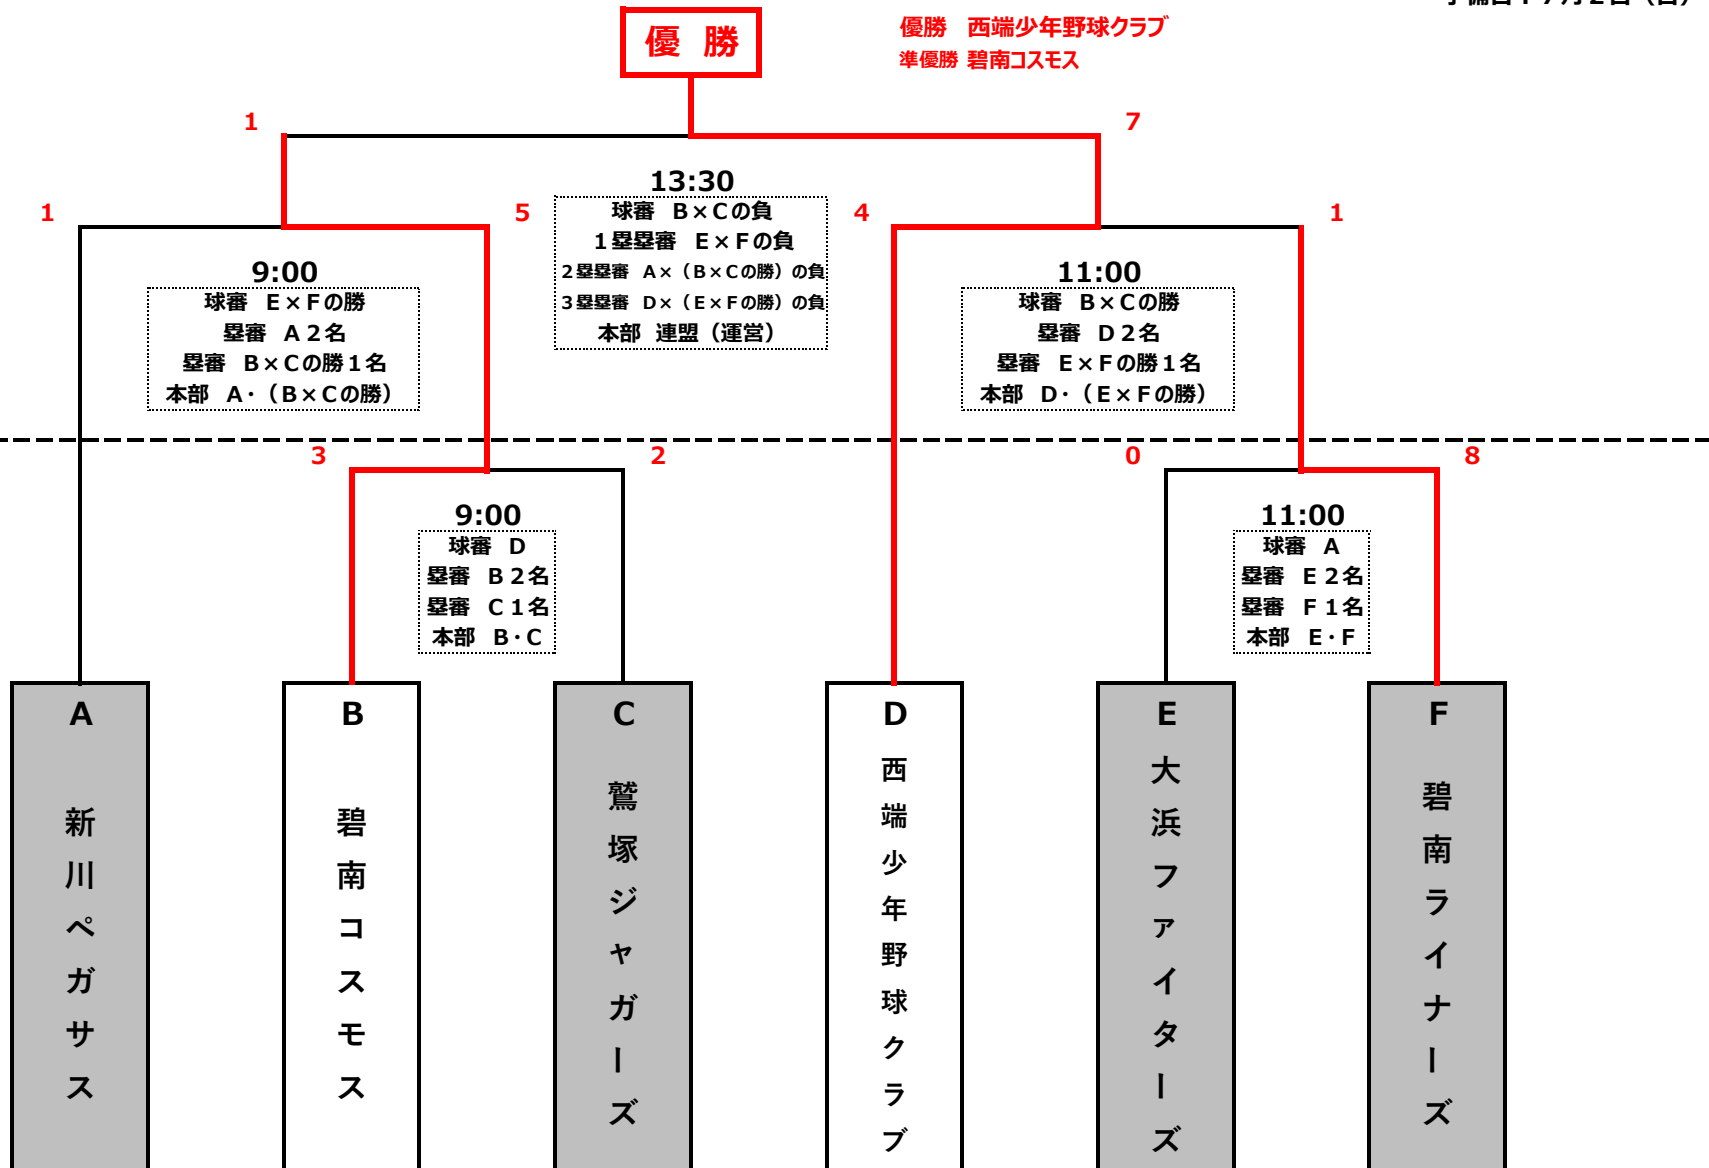 予備日：７月２日（日）
優勝
優勝 西端少年野球クラブ
準優勝 碧南コスモス
1
7
13:30
球審 B×Cの負
１塁塁審 E×Fの負
２塁塁審 A×（B×Cの勝）の負
３塁塁審 D×（E×Fの勝）の負
本部 連盟（運営）
1
5
4
1
9:00
球審 E×Fの勝
塁審 A２名
塁審 B×Cの勝１名
本部 A・（B×Cの勝）
11:00
球審 B×Cの勝
塁審 D２名
塁審 E×Fの勝１名
本部 D・（E×Fの勝）
3
2
0
8
9:00
球審 D
塁審 B２名
塁審 C１名
本部 B・C
11:00
球審 A
塁審 E２名
塁審 F１名
本部 E・F
A
新川ペガサス
B
碧南コスモス
C
鷲塚ジャガーズ
D
西端少年野球クラブ
E
大浜ファイターズ
F
碧南ライナーズ